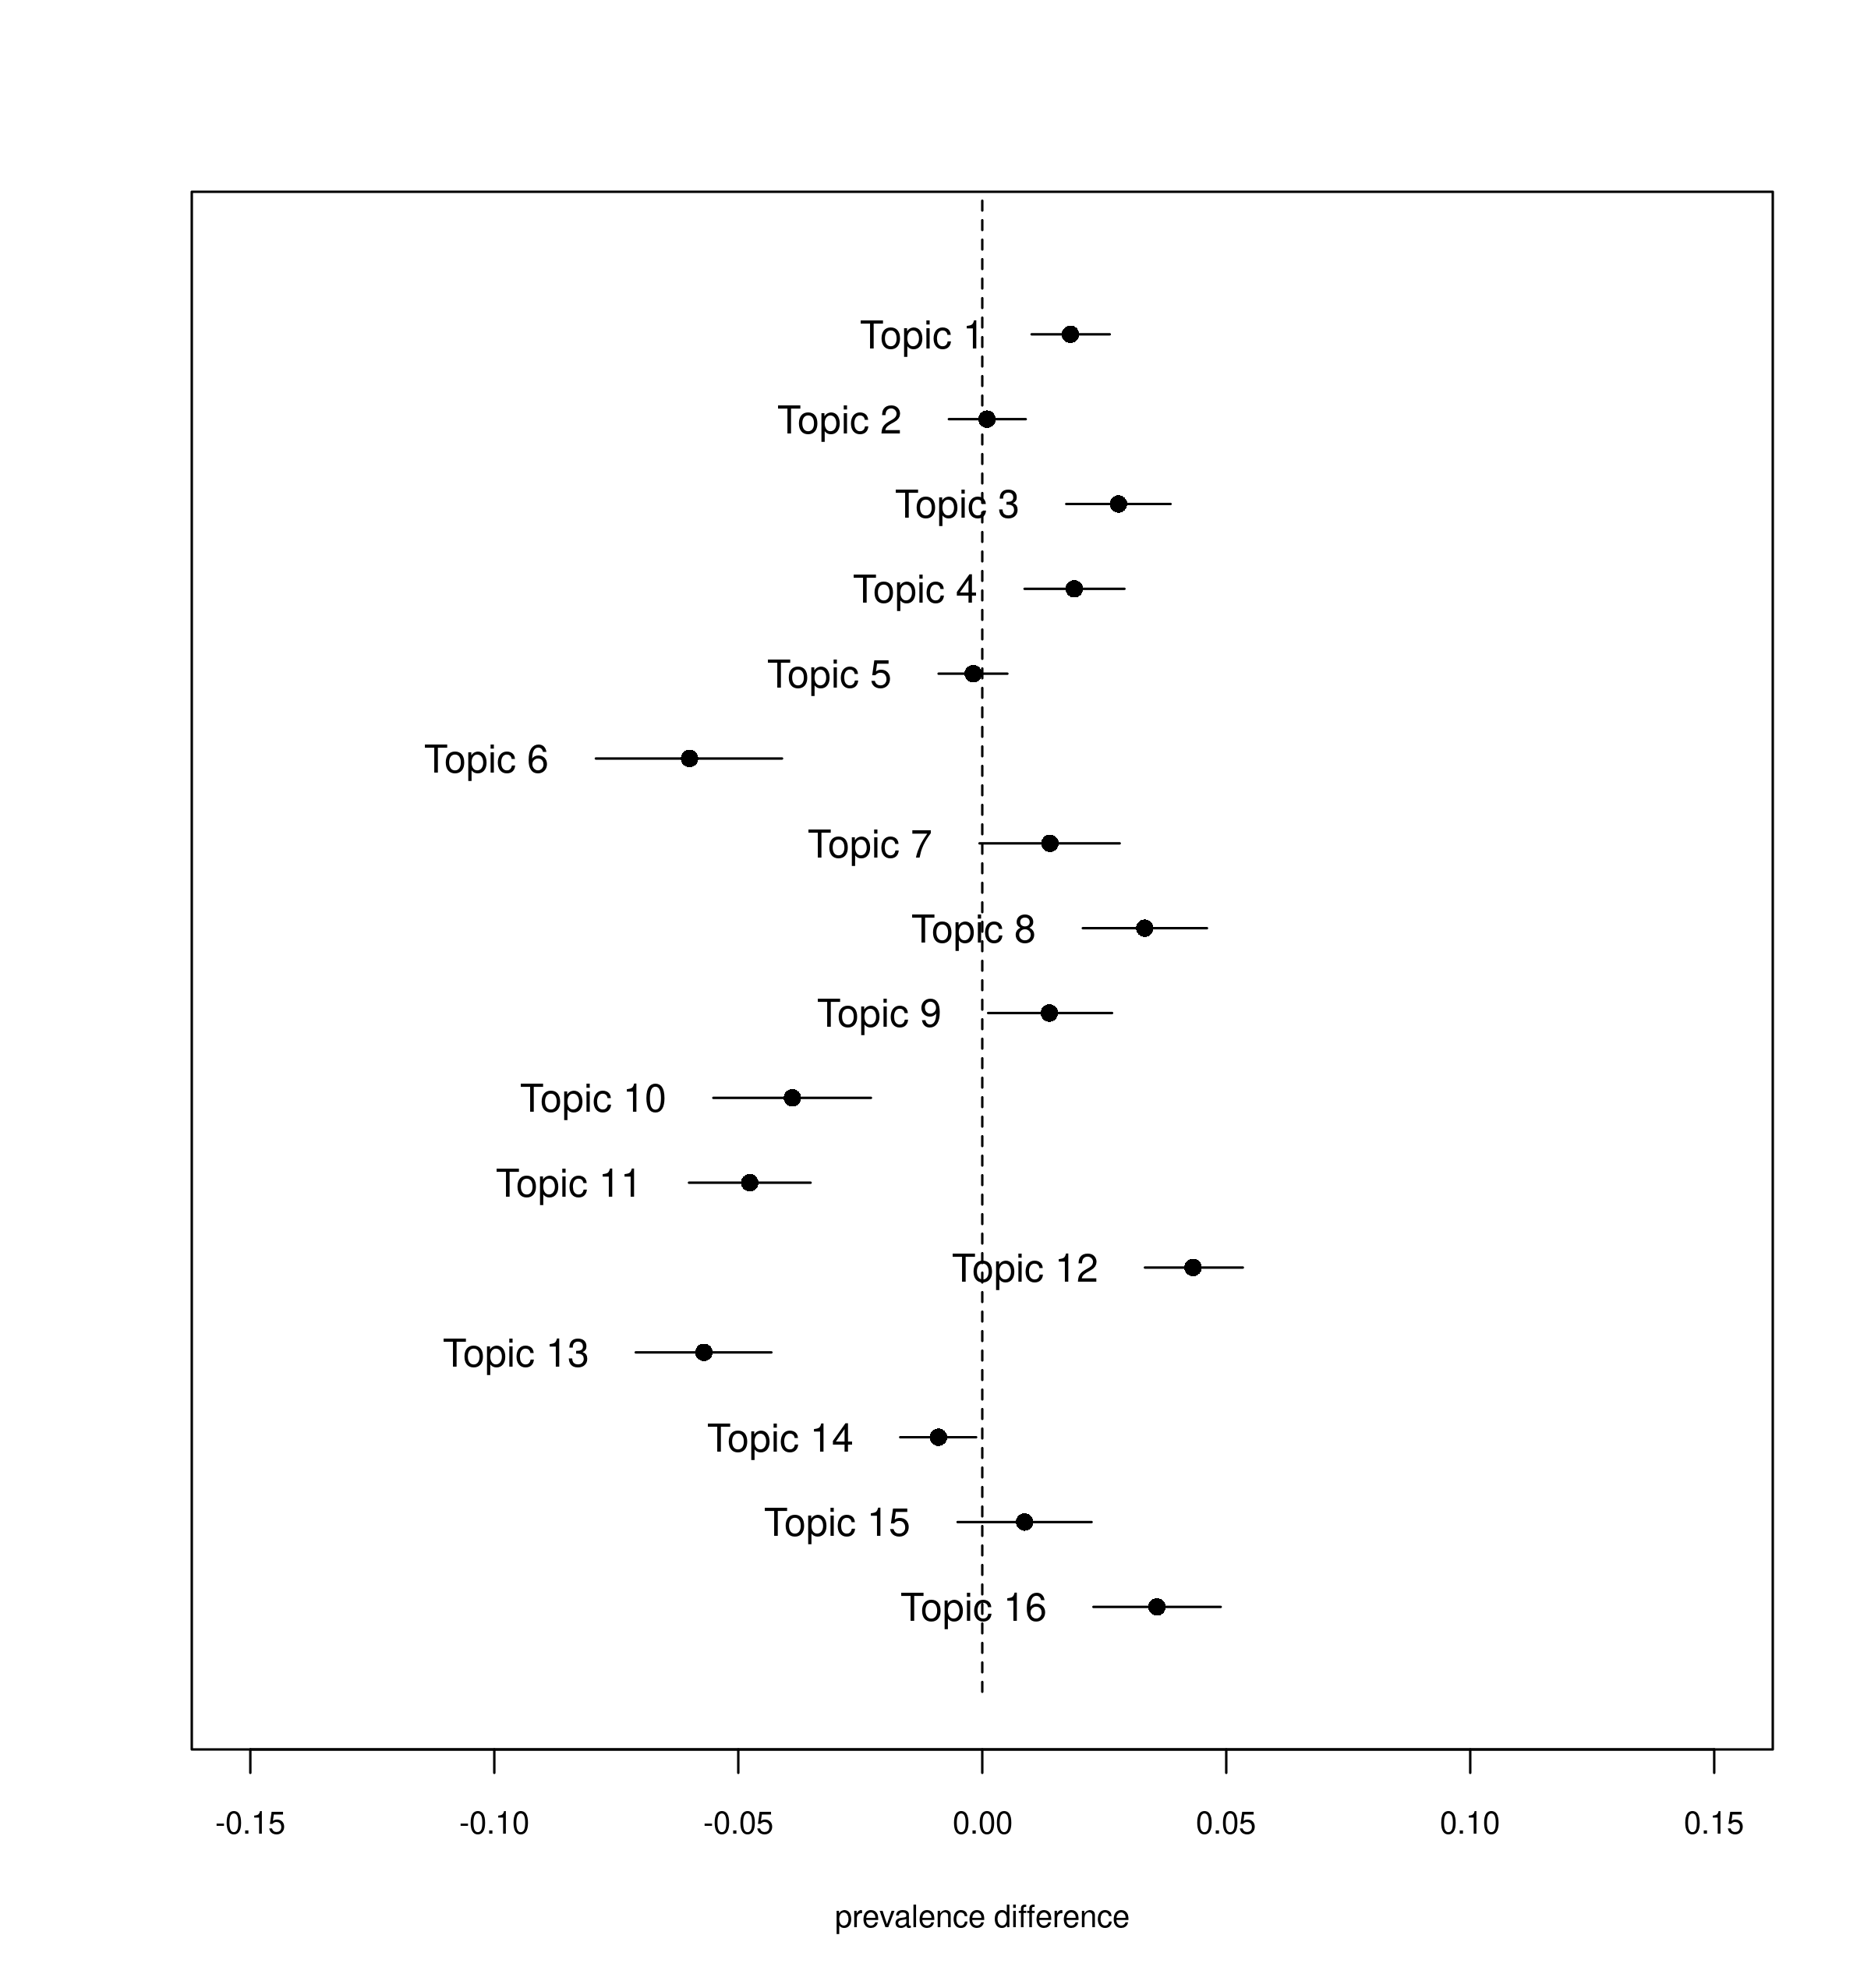 Topic 1
Topic 2
Topic 3
Topic 4
Topic 5
Topic 6
Topic 7
Topic 8
Topic 9
Topic 10
Topic 11
Topic 12
Topic 13
Topic 14
Topic 15
Topic 16
-0.15 -0.10 -0.05 0.00 0.05 0.10 0.15
prevalence difference